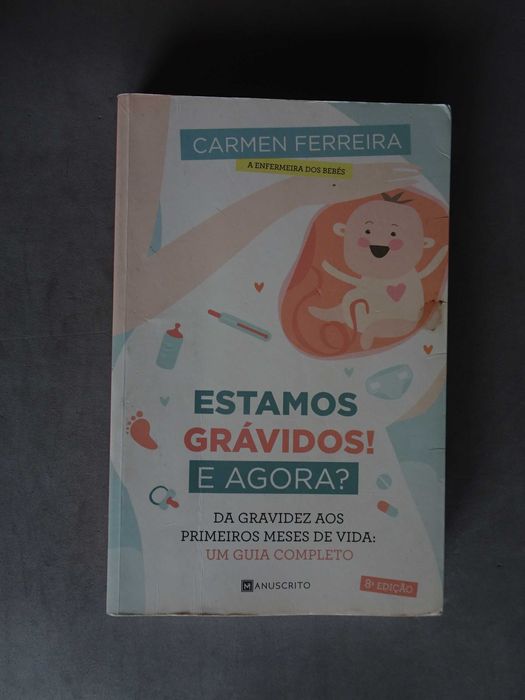 CARMEN FERREIRA
A ENFERMEIRA DOS BEBÉS
ESTAMOS
GRÁVIDOS!
E AGORA?
DA GRAVIDEZ AOS
PRIMEIROS MESES DE VIDA:
UM GUIA COMPLETO
M ANUSCRITO
8ª EDIÇÃO